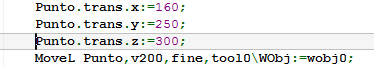 Punto.trans.x:=160;
Punto.trans.y:=250;
Punto.trans.z:=300;
MoveL Punto,v200,fine,tool0\WObj:=wobj0;